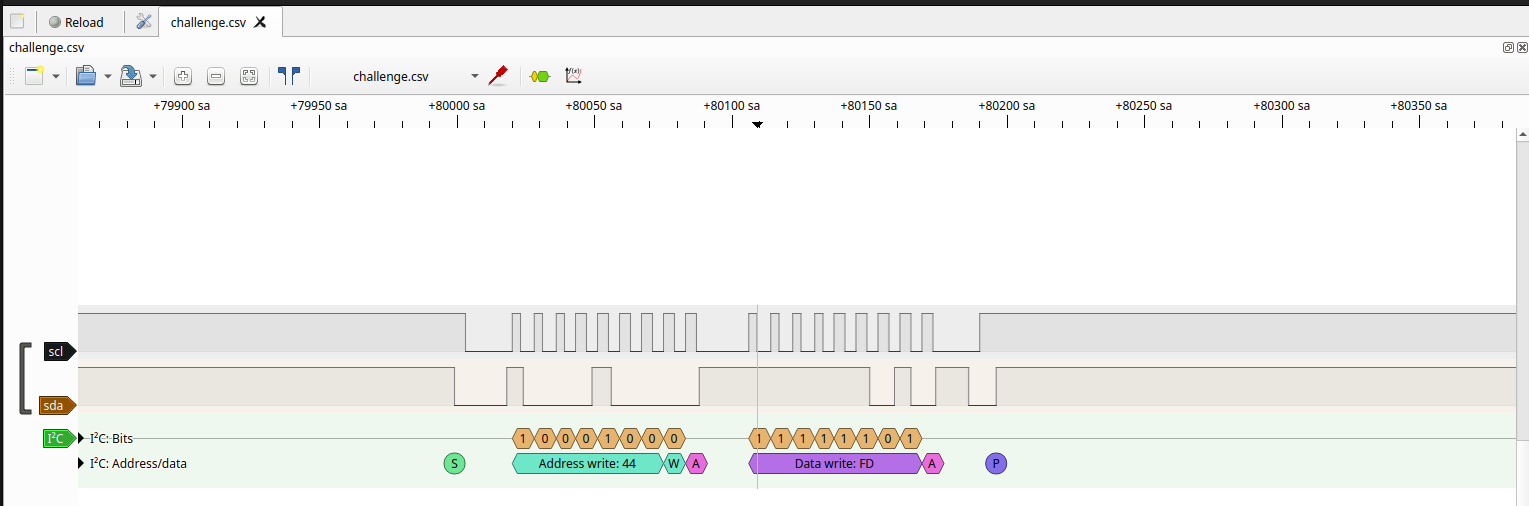 Reload challenge.csv
challenge.csv
challenge.csv
+79900 sa +79950 sa +80000 sa +80050 sa +80100 sa +80150 sa +80200 sa +80250 sa +80300 sa +80350 sa
scl
sda
I²C I²C: Bits 1 0 0 0 1 0 0 0 1 1 1 1 1 1 0 1
I²C: Address/data S Address write: 44 W A Data write: FD A P